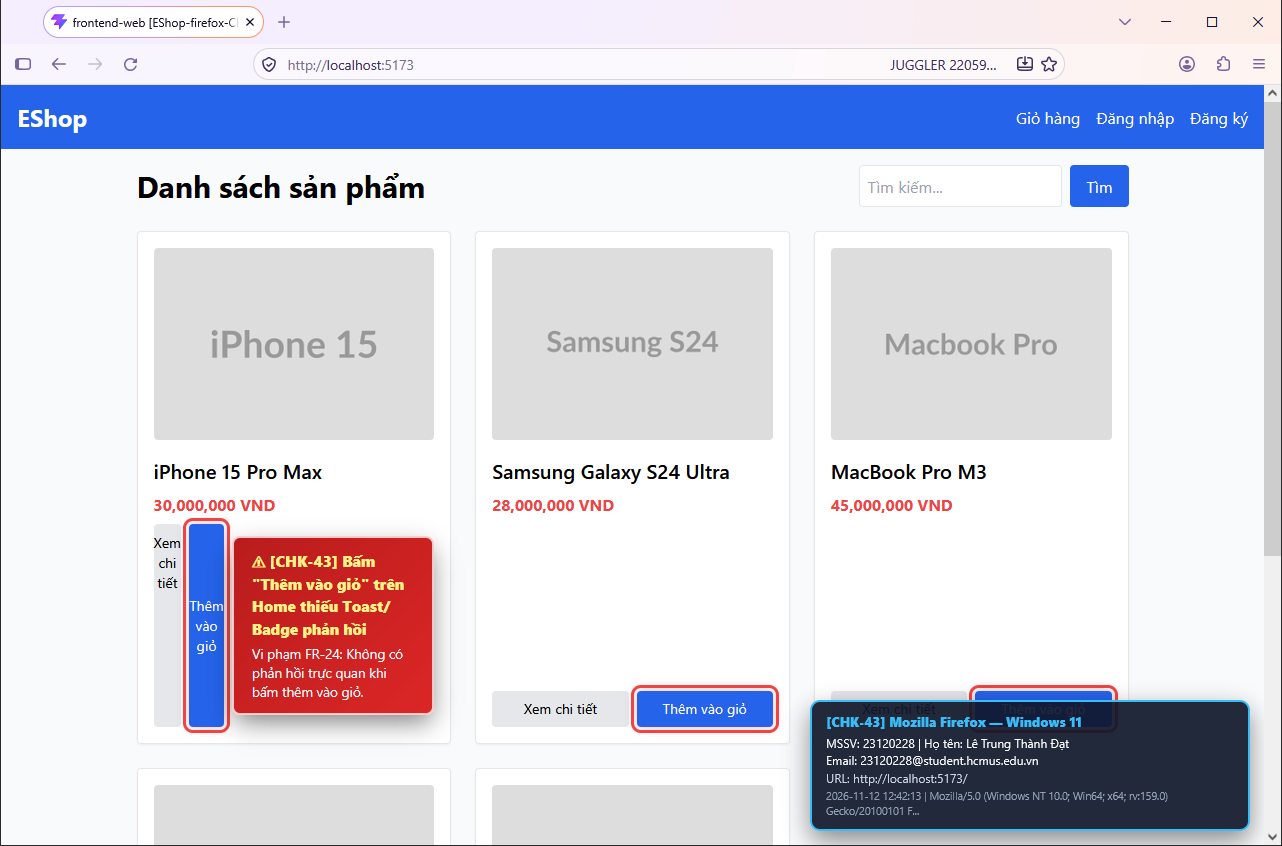 frontend-web [EShop-firefox-Cl
http://localhost:5173
JUGGLER 22059...
EShop
Giỏ hàng
Đăng nhập
Đăng ký
Danh sách sản phẩm
Tìm kiếm...
Tìm
iPhone 15
Samsung S24
Macbook Pro
iPhone 15 Pro Max
Samsung Galaxy S24 Ultra
MacBook Pro M3
30,000,000 VND
28,000,000 VND
45,000,000 VND
Xem
chi
tiết
Thêm
vào
giỏ
⚠ [CHK-43] Bấm
"Thêm vào giỏ" trên
Home thiếu Toast/
Badge phản hồi
Vi phạm FR-24: Không có
phản hồi trực quan khi
bấm thêm vào giỏ.
Xem chi tiết
Thêm vào giỏ
Xem chi tiết
Thêm vào giỏ
[CHK-43] Mozilla Firefox — Windows 11
MSSV: 23120228 | Họ tên: Lê Trung Thành Đạt
Email: 23120228@student.hcmus.edu.vn
URL: http://localhost:5173/
2026-11-12 12:42:13 | Mozilla/5.0 (Windows NT 10.0; Win64; x64; rv:159.0)
Gecko/20100101 F...